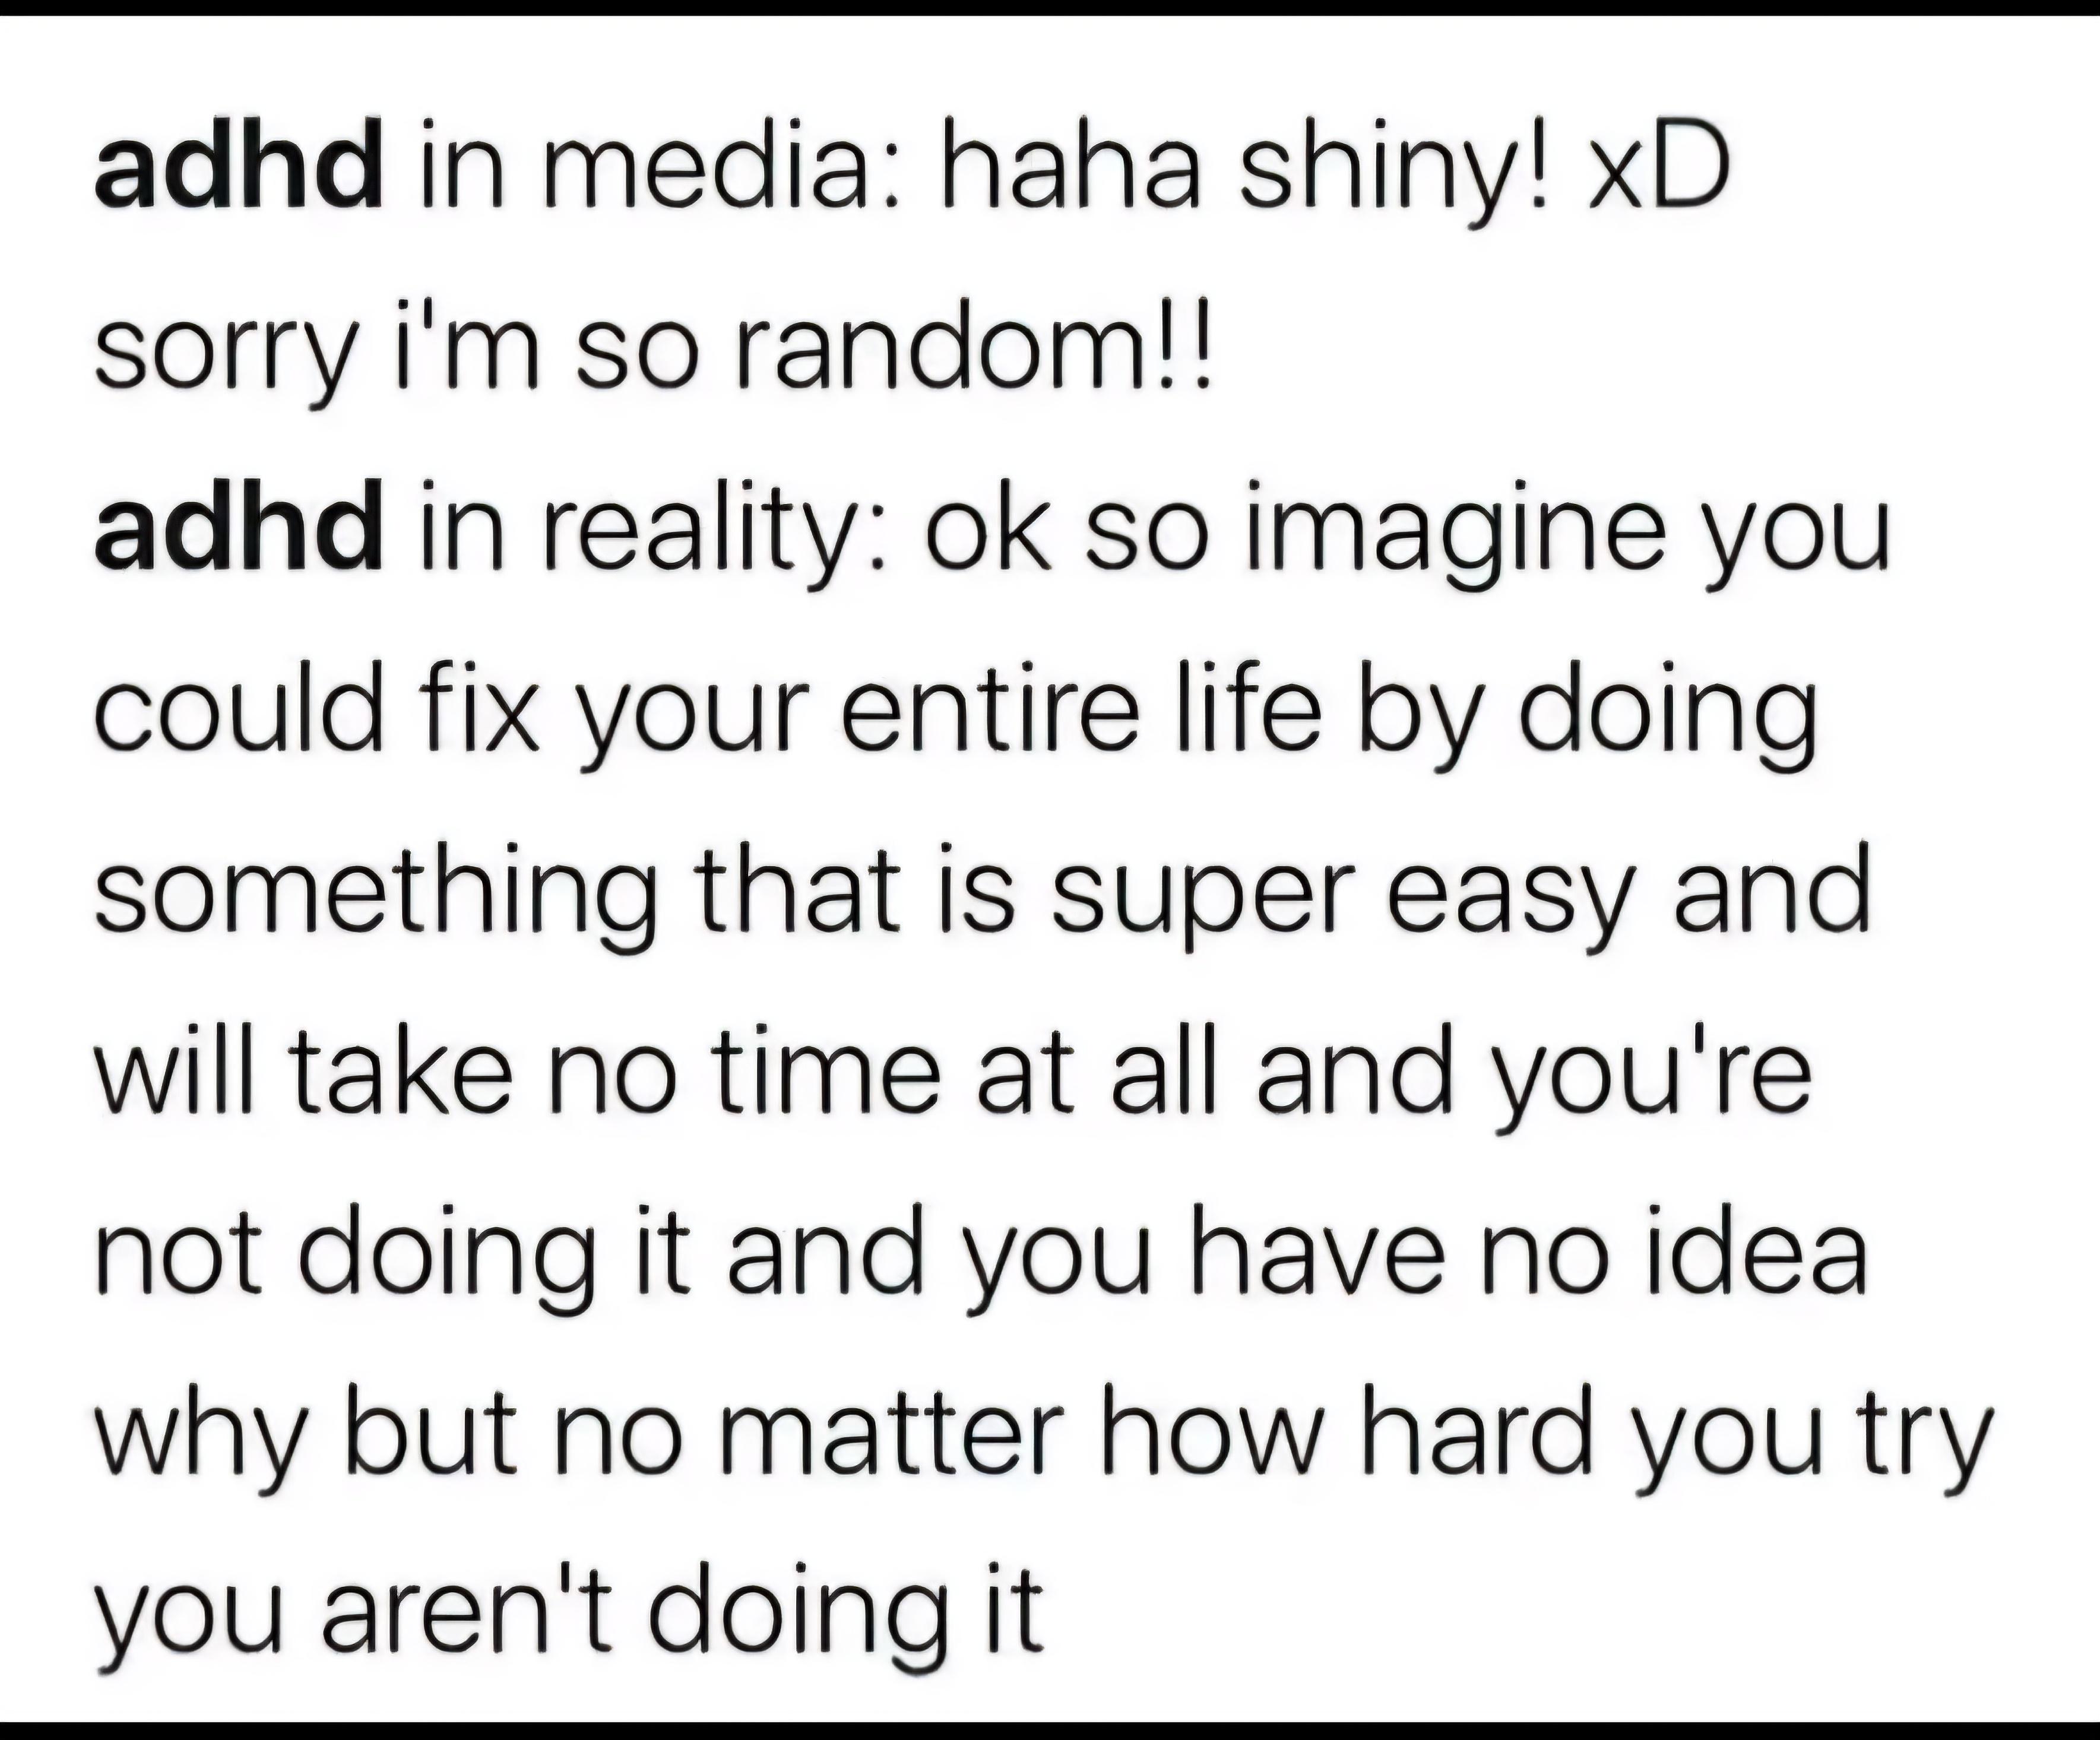 adhd in media: haha shiny! xD
sorry i'm so random!!
adhd in reality: ok so imagine you
could fix your entire life by doing
something that is super easy and
will take no time at all and you're
not doing it and you have no idea
why but no matter how hard you try
you aren't doing it